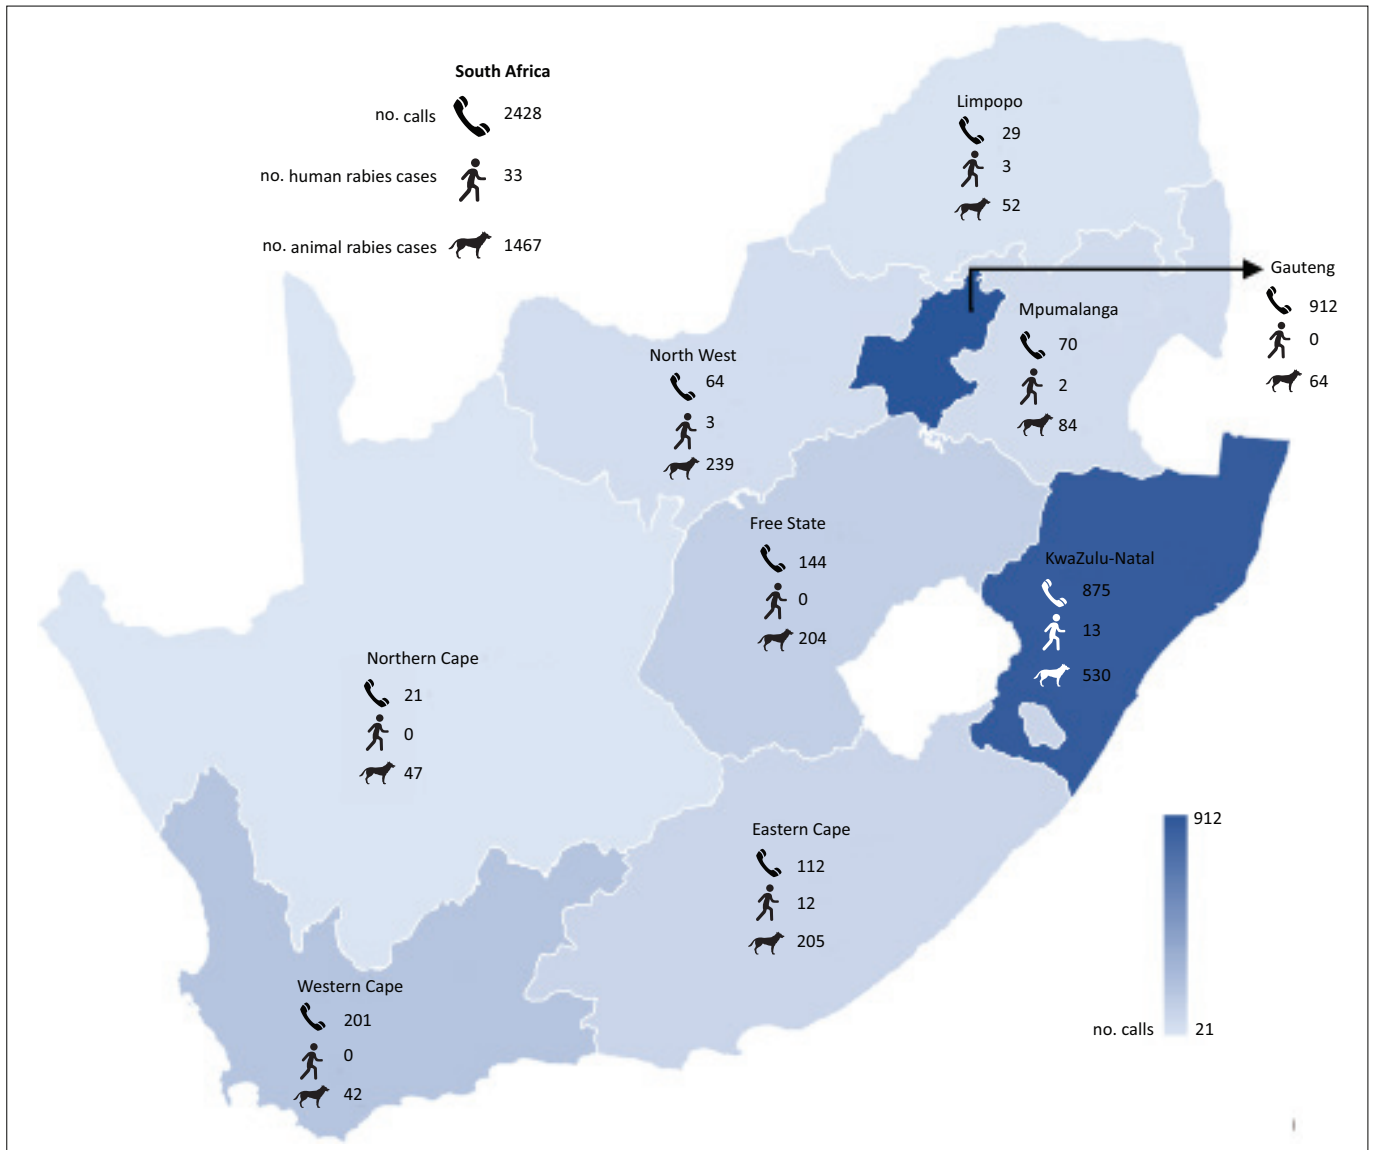 South Africa
no. calls 2428
no. human rabies cases 33
no. animal rabies cases 1467
Limpopo
29
3
52
Gauteng
912
0
64
Mpumalanga
70
2
84
North West
64
3
239
Free State
144
0
204
KwaZulu-Natal
875
13
530
Northern Cape
21
0
47
Eastern Cape
112
12
205
Western Cape
201
0
42
912
no. calls 21